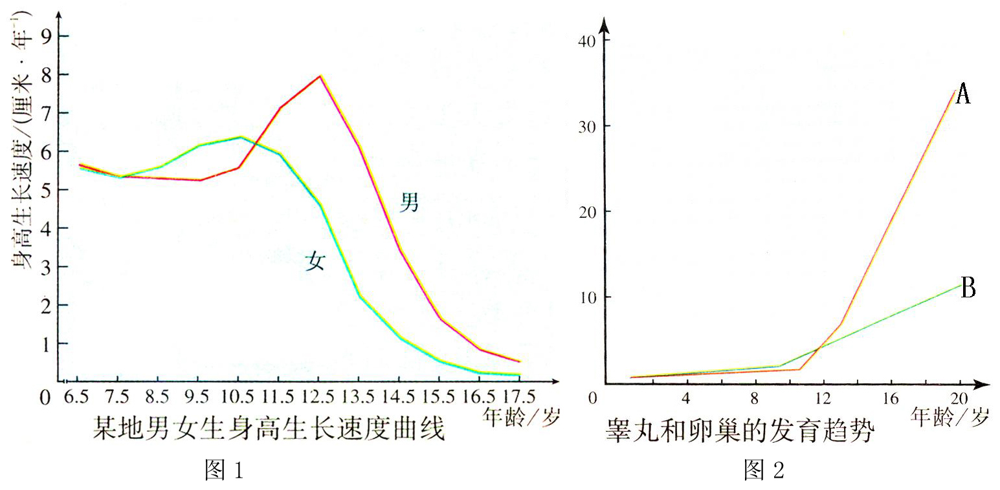 身高生长速度/(厘米·年⁻¹)
9
8
7
6
5
4
3
2
1
0
6.5 7.5 8.5 9.5 10.5 11.5 12.5 13.5 14.5 15.5 16.5 17.5
年龄/岁
男
女
某地男女生身高生长速度曲线
图1
40
30
20
10
0 4 8 12 16 20
年龄/岁
A
B
睾丸和卵巢的发育趋势
图2